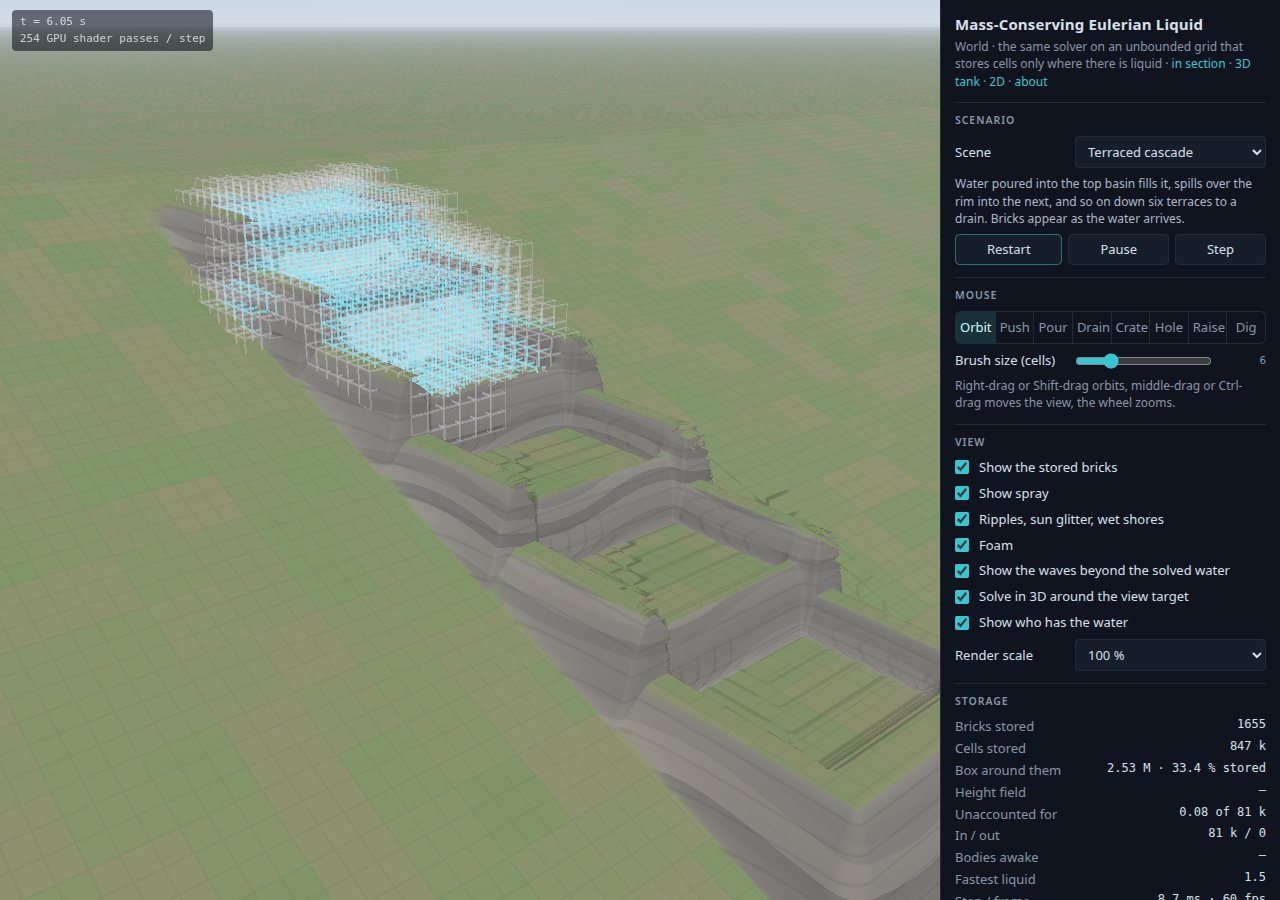 t = 6.05 s
254 GPU shader passes / step
Mass-Conserving Eulerian Liquid
World · the same solver on an unbounded grid that
stores cells only where there is liquid · in section · 3D
tank · 2D · about
SCENARIO
Scene
Terraced cascade
Water poured into the top basin fills it, spills over the
rim into the next, and so on down six terraces to a
drain. Bricks appear as the water arrives.
Restart Pause Step
MOUSE
Orbit Push Pour Drain Crate Hole Raise Dig
Brush size (cells) 6
Right-drag or Shift-drag orbits, middle-drag or Ctrl-
drag moves the view, the wheel zooms.
VIEW
Show the stored bricks
Show spray
Ripples, sun glitter, wet shores
Foam
Show the waves beyond the solved water
Solve in 3D around the view target
Show who has the water
Render scale 100 %
STORAGE
Bricks stored 1655
Cells stored 847 k
Box around them 2.53 M · 33.4 % stored
Height field –
Unaccounted for 0.08 of 81 k
In / out 81 k / 0
Bodies awake –
Fastest liquid 1.5
Step / frame 8.7 ms · 60 fps